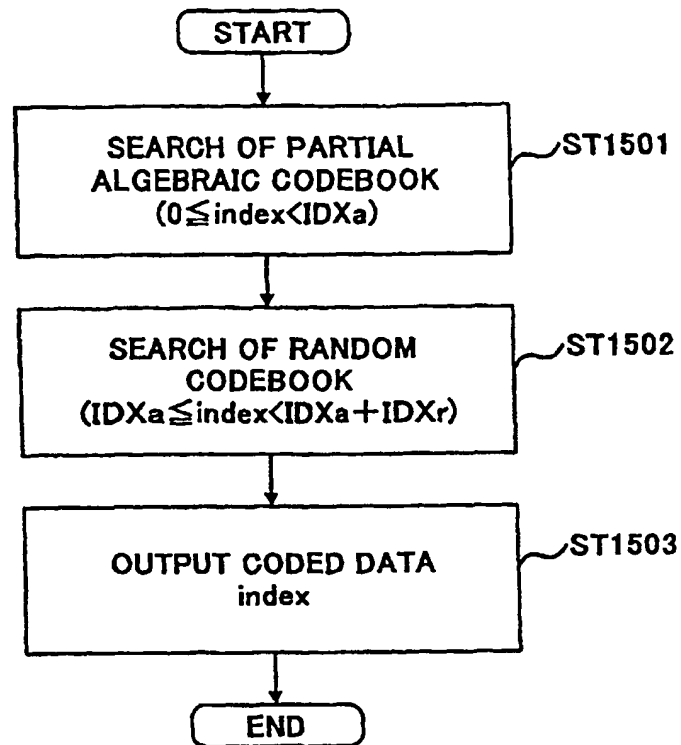 START
SEARCH OF PARTIAL
ALGEBRAIC CODEBOOK
(0≦index<IDXa)
ST1501
SEARCH OF RANDOM
CODEBOOK
(IDXa≦index<IDXa+IDXr)
ST1502
OUTPUT CODED DATA
index
ST1503
END